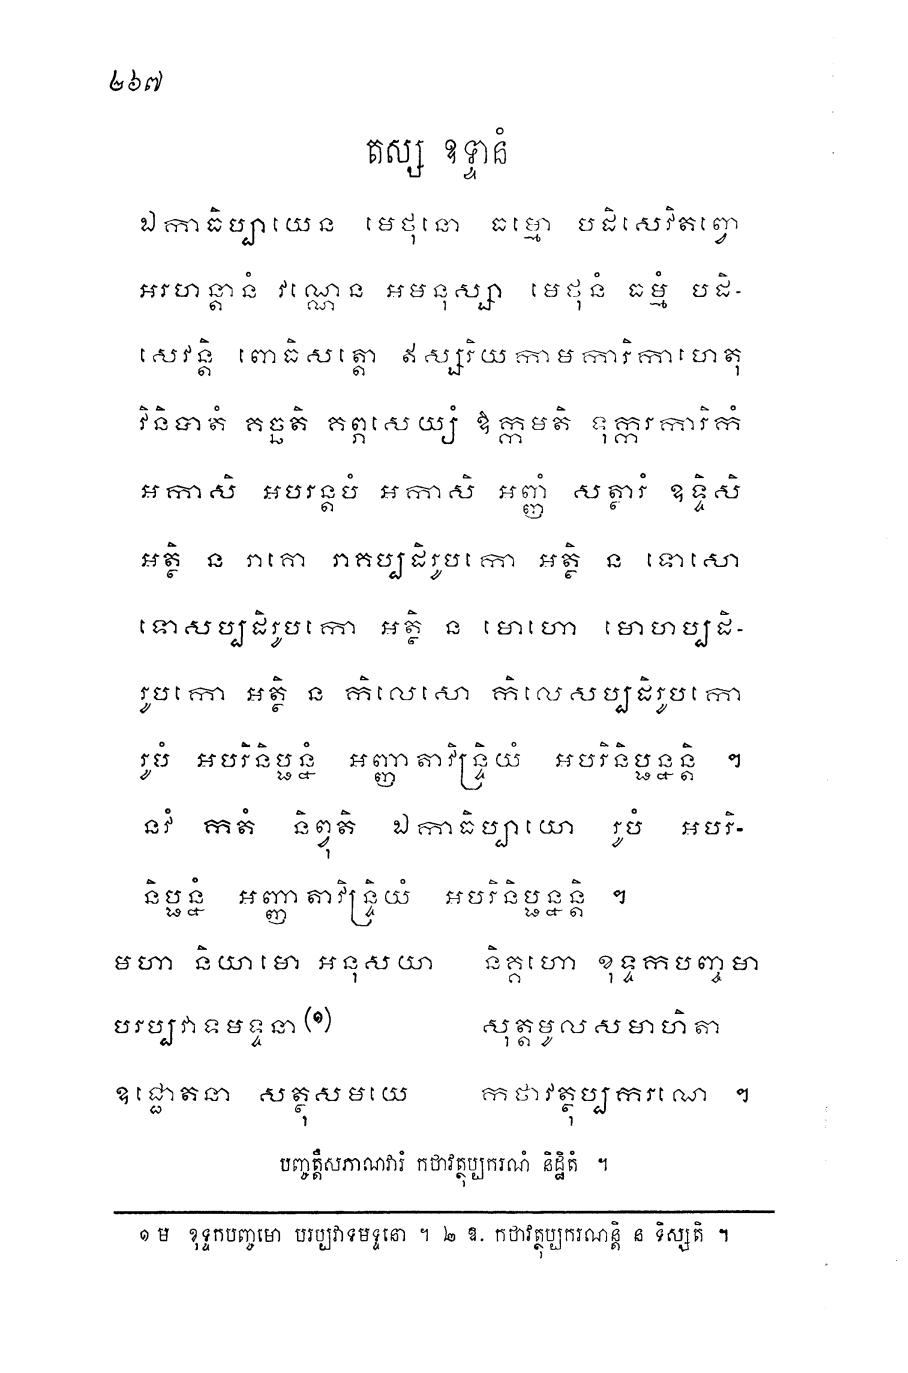 ២៦៧
តស្ស ឧទ្ទានំ
ឯកាធិប្បាយេន មេថុនោ ធម្មោ បដិសេវិតព្វោ
អរហន្តានំ វណ្ណេន អមនុស្សា មេថុនំ ធម្មំ បដិ-
សេវន្តិ ពោធិសត្តោ ឥស្សរិយកាមការិកាហេតុ
វិនិទាតំ កច្ឆតិ កព្ភសេយ្យំ ឱក្កមតិ ទុក្ករការិកំ
អកាសិ អបរន្តបំ អកាសិ អញ្ញំ សត្ថារំ ឧទ្ទិសិ
អត្ថិ ន រាកោ រាកប្បដិរូបកោ អត្ថិ ន ទោសោ
ទោសប្បដិរូបកោ អត្ថិ ន មោហោ មោហប្បដិ-
រូបកោ អត្ថិ ន កិលេសោ កិលេសប្បដិរូបកោ
រូបំ អបរិនិប្ផន្នំ អញ្ញាតាវិន្ទ្រិយំ អបរិនិប្ផន្នន្តិ ។
នវំ កតំ និព្វុតិ ឯកាធិប្បាយោ រូបំ អបរិ-
និប្ផន្នំ អញ្ញាតាវិន្ទ្រិយំ អបរិនិប្ផន្នន្តិ ។
មហា និយាមោ អនុសយា និគ្គហោ ខុទ្ទកបញ្ចមា
បរប្បវាទមទ្ទនា (១) សុត្តមូលសមាហិតា
ឧជ្ជោតនា សត្ថុសមយេ កថាវត្ថុប្បករណេ ។
បញ្ចត្តឹសភាណវារំ កថាវត្ថុប្បករណំ និដ្ឋិតំ ។
១ ម ខុទ្ទកបញ្ចមោ បរប្បវាទមទ្ទនោ ។ ២ ឱ. កថាវត្ថុប្បករណន្តិ ន ទិស្សតិ ។